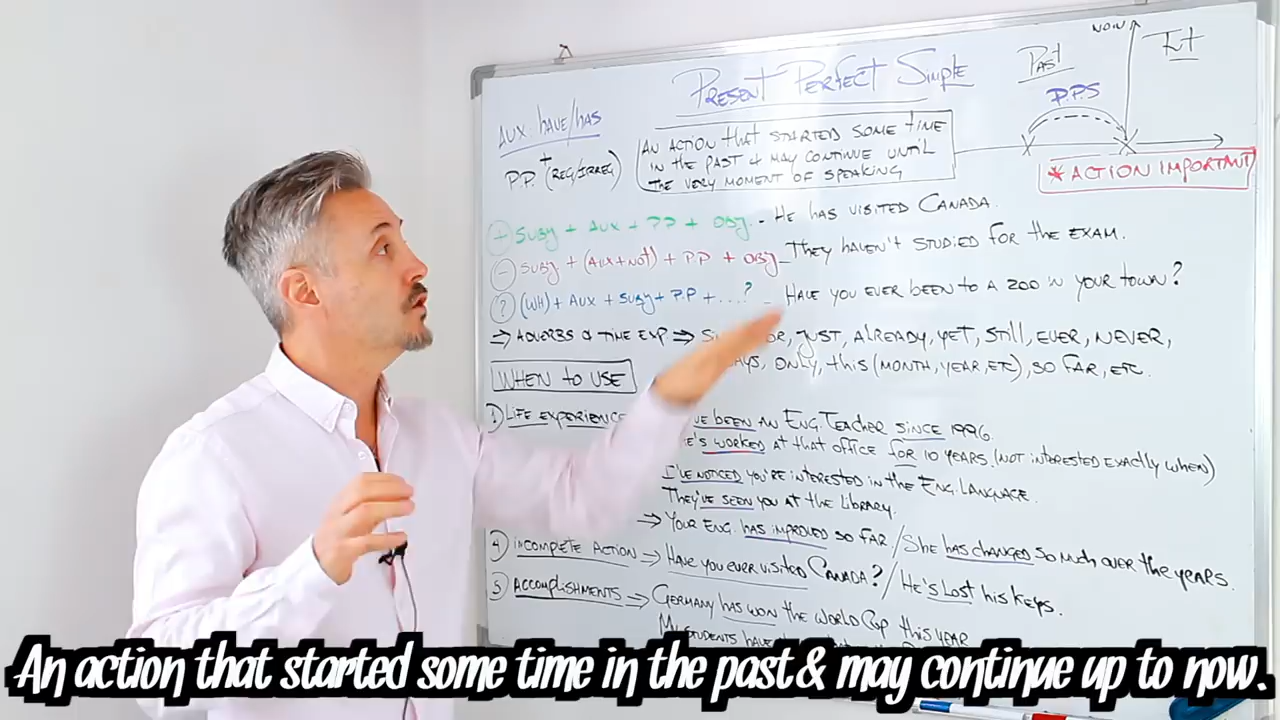 PRESENT PERFECT SIMPLE
NOW
Past
P.P.S
*ACTION IMPORTANT
AUX HAVE/HAS
+
P.P. (REG/IRREG)
AN ACTION that STARTED SOME tIME
IN the PAST & MAY CONTINUE UNTIL
the VERY MOMENT OF SPEAKING
+ SUBJ + AUX + PP + OBJ. - HE HAS VISITED CANADA.
- SUBJ + (AUX+NOt) + PP + OBJ - They HAVEN'T STUDIED FOR the EXAM.
? (WH) + AUX + SUBJ + P.P + ....? - HAVE YOU EVER BEEN to A ZOO IN YOUR TOWN?
⇒ ADVERBS & TIME EXP ⇒ JUST, ALREADY, YET, StILL, EVER, NEVER,
ONLY, this (MONTH, YEAR, ETC), SO FAR, ETC.
WHEN to USE
1 LIFE EXPERIENCE
BEEN AN ENG. TEACHER SINCE 1996.
WORKED At that OFFICE FOR 10 YEARS. (NOT INTERESTED EXACTLY WHEN)
I'VE NOTICED YOU'RE INTERESTED IN the ENG. LANGUAGE.
They'VE SEEN YOU At the LIBRARY.
→ YOUR ENG. HAS IMPROVED SO FAR / SHE HAS CHANGED SO MUCH OVER the YEARS.
4 INCOMPLETE ACTION → HAVE YOU EVER VISITED CANADA? / HE'S LOST his KEYS.
5 ACCOMPLISHMENTS ⇒ GERMANY HAS WON the WORLD CUP this YEAR
STUDENTS HAVE
An action that started some time in the past & may continue up to now.